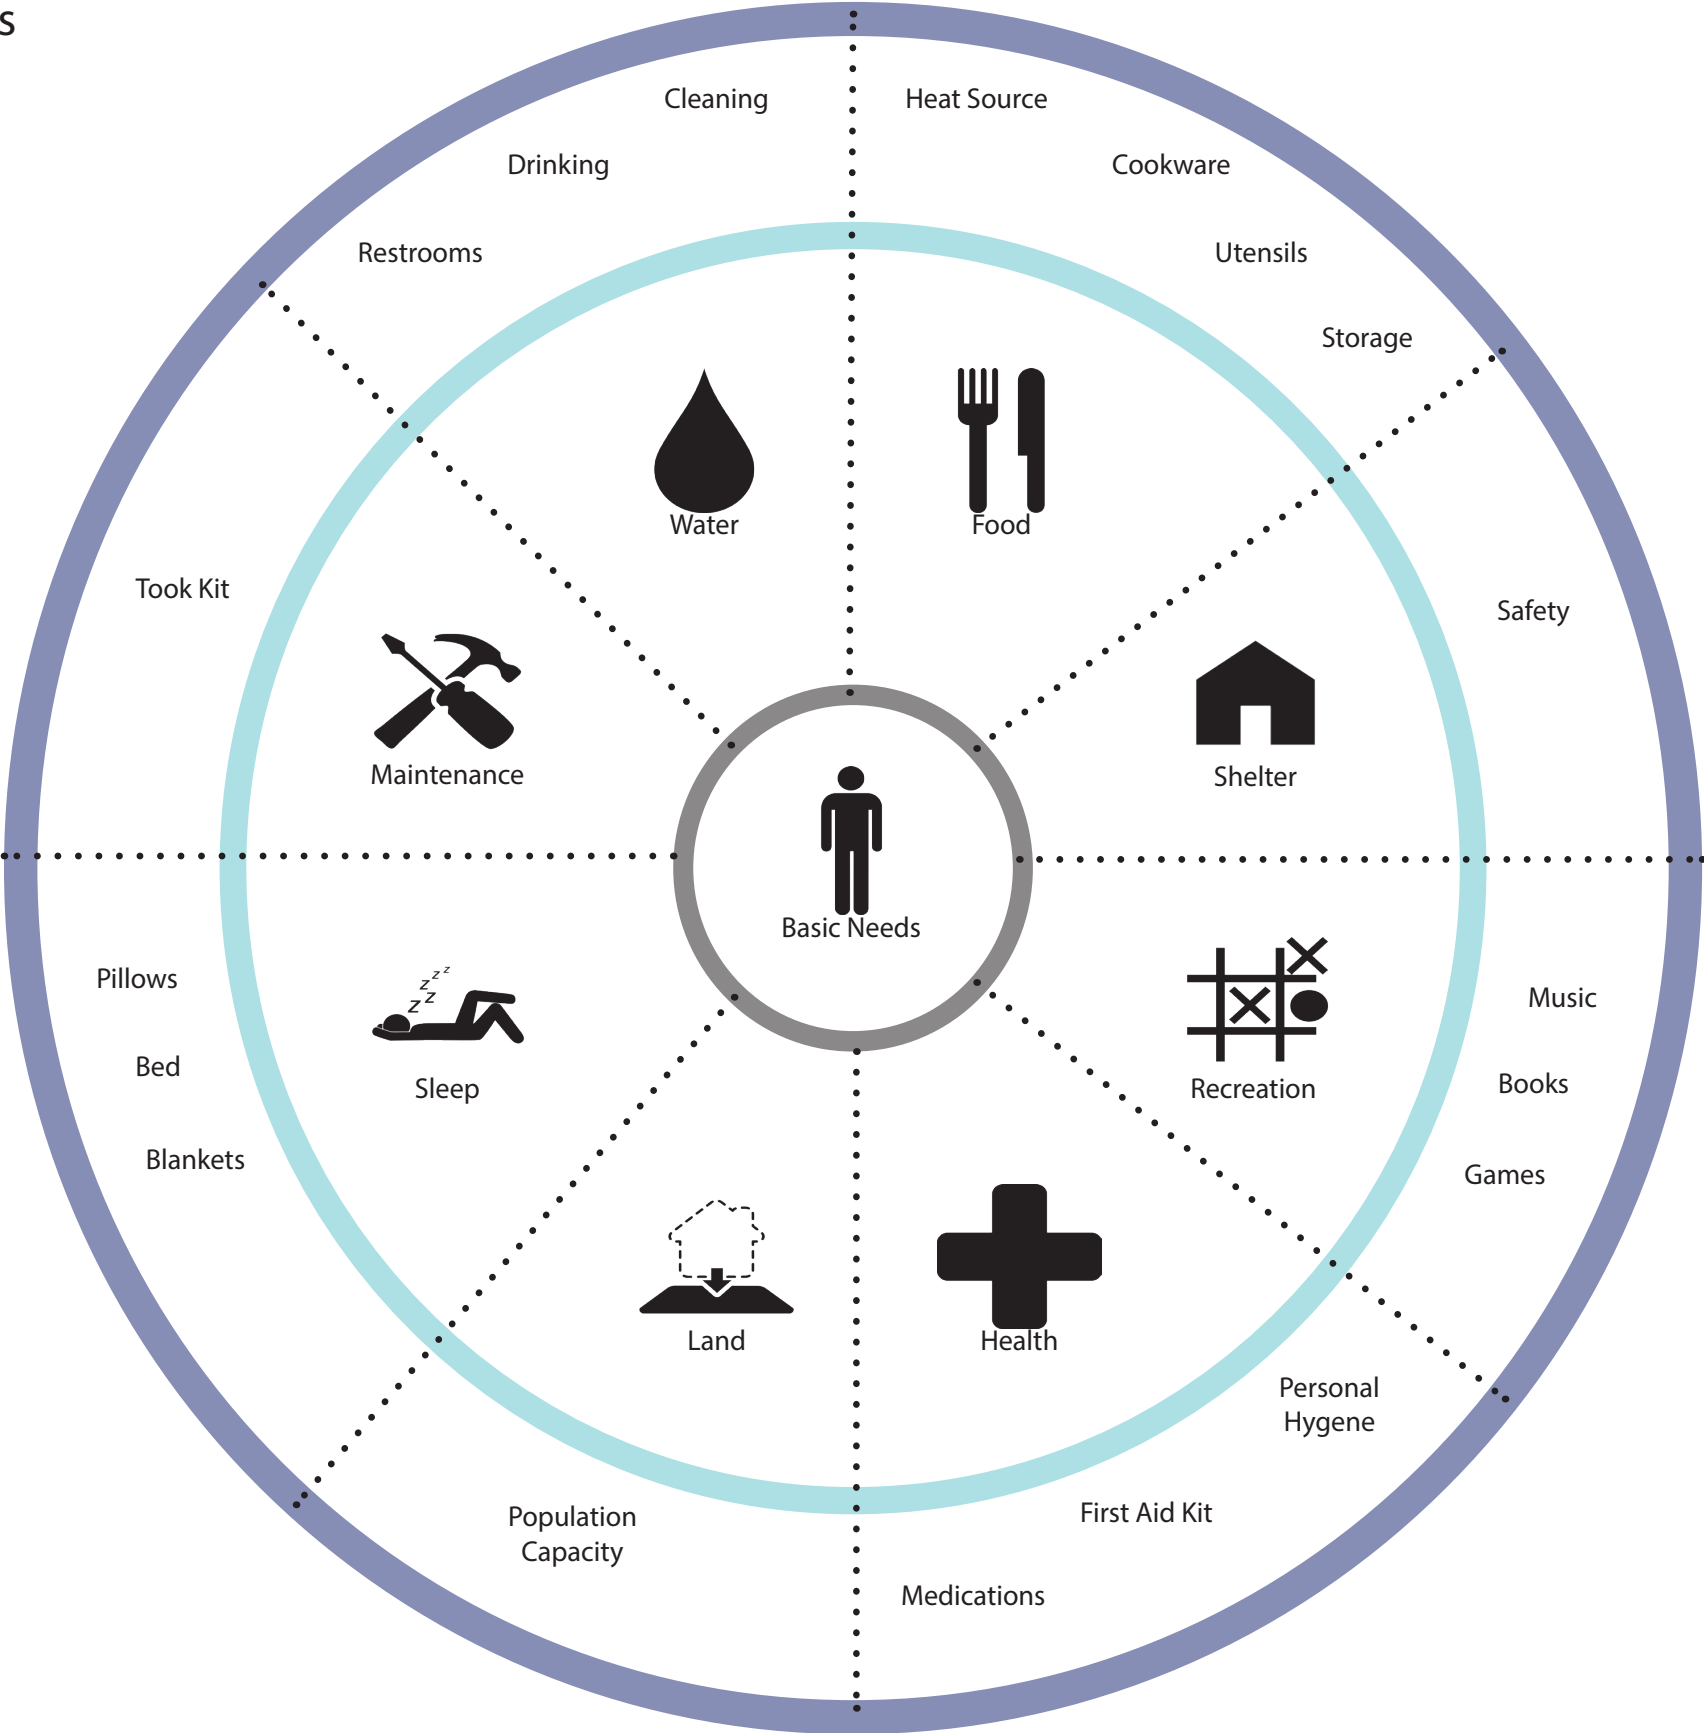 s
Cleaning
Heat Source
Drinking
Cookware
Restrooms
Utensils
Storage
Water
Food
Took Kit
Safety
Maintenance
Shelter
Basic Needs
Pillows
Music
Bed
Books
Sleep
Recreation
Blankets
Games
z z z z z
Land
Health
Personal
Hygene
Population
Capacity
First Aid Kit
Medications